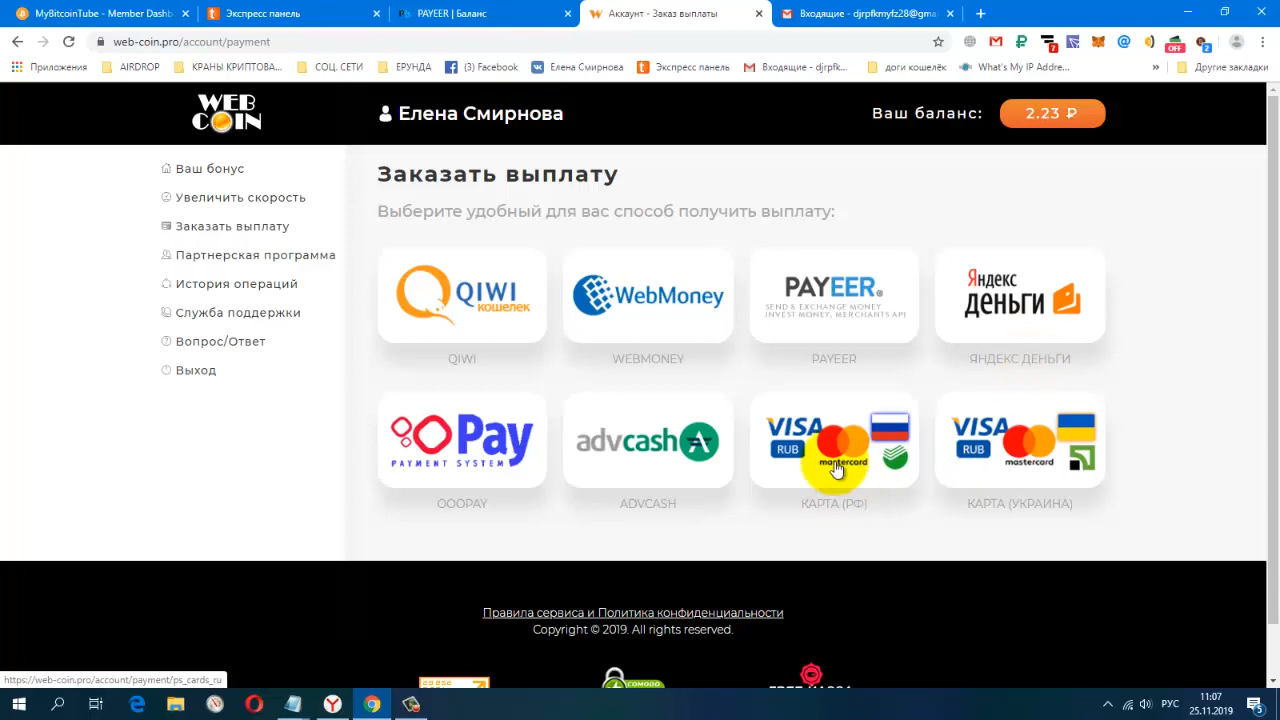 MyBitcoinTube - Member Dashb
Экспресс панель
PAYEER | Баланс
Аккаунт - Заказ выплаты
Входящие - djrpfkmyfz28@gma
web-coin.pro/account/payment
7
OFF
2
Приложения
AIRDROP
КРАНЫ КРИПТОВА...
СОЦ. СЕТИ
ЕРУНДА
Facebook
Елена Смирнова
Экспресс панель
Входящие - djrpfk...
доги кошелёк
What's My IP Addre...
»
Другие закладки
WEB
COIN
Елена Смирнова
Ваш баланс:
2.23 ₽
Ваш бонус
Увеличить скорость
Заказать выплату
Партнерская программа
История операций
Служба поддержки
Вопрос/Ответ
Выход
Заказать выплату
Выберите удобный для вас способ получить выплату:
QIWI
КОШЕЛЕК
WebMoney
PAYEER®
SEND & EXCHANGE MONEY
INVEST MONEY, MERCHANTS API
Яндекс
деньги
QIWI
WEBMONEY
PAYEER
ЯНДЕКС ДЕНЬГИ
Pay
PAYMENT SYSTEM
advcash
VISA
RUB
mastercard
VISA
RUB
mastercard
OOOPAY
ADVCASH
КАРТА (РФ)
КАРТА (УКРАИНА)
Правила сервиса и Политика конфиденциальности
Copyright © 2019. All rights reserved.
COMODO
https://web-coin.pro/account/payment/ps_cards_ru
РУС
11:07
25.11.2019
5